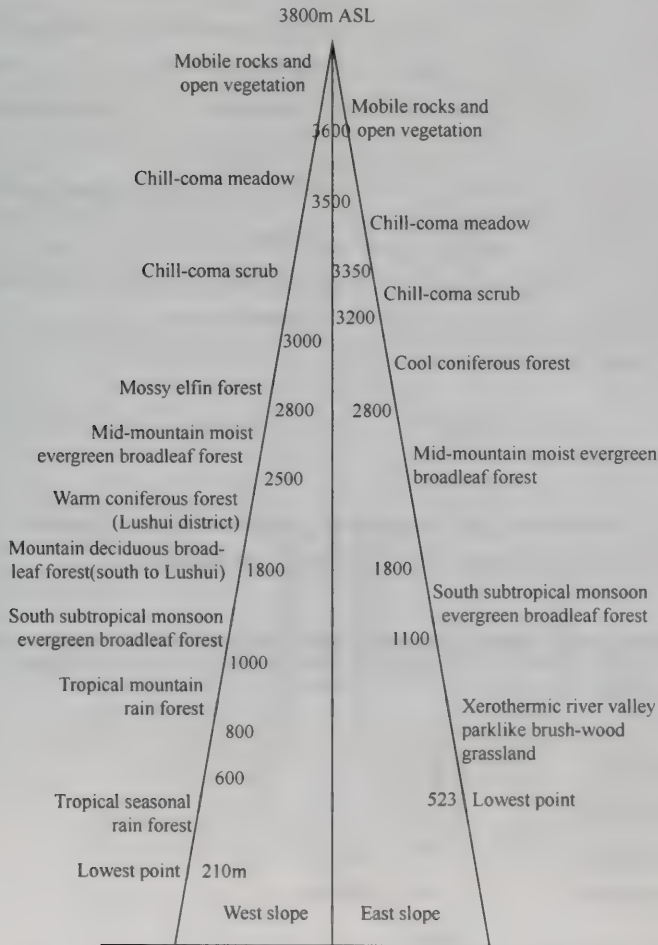 3800m ASL
Mobile rocks and
open vegetation
Mobile rocks and
open vegetation
3600
Chill-coma meadow
3500
Chill-coma meadow
Chill-coma scrub
3350
Chill-coma scrub
3200
3000
Cool coniferous forest
Mossy elfin forest
2800
2800
Mid-mountain moist
evergreen broadleaf forest
Mid-mountain moist evergreen
broadleaf forest
2500
Warm coniferous forest
(Lushui district)
Mountain deciduous broad-
leaf forest(south to Lushui)
1800
1800
South subtropical monsoon
evergreen broadleaf forest
South subtropical monsoon
evergreen broadleaf forest
1100
1000
Tropical mountain
rain forest
Xerothermic river valley
parklike brush-wood
grassland
800
600
Tropical seasonal
rain forest
523
Lowest point
Lowest point
210m
West slope
East slope